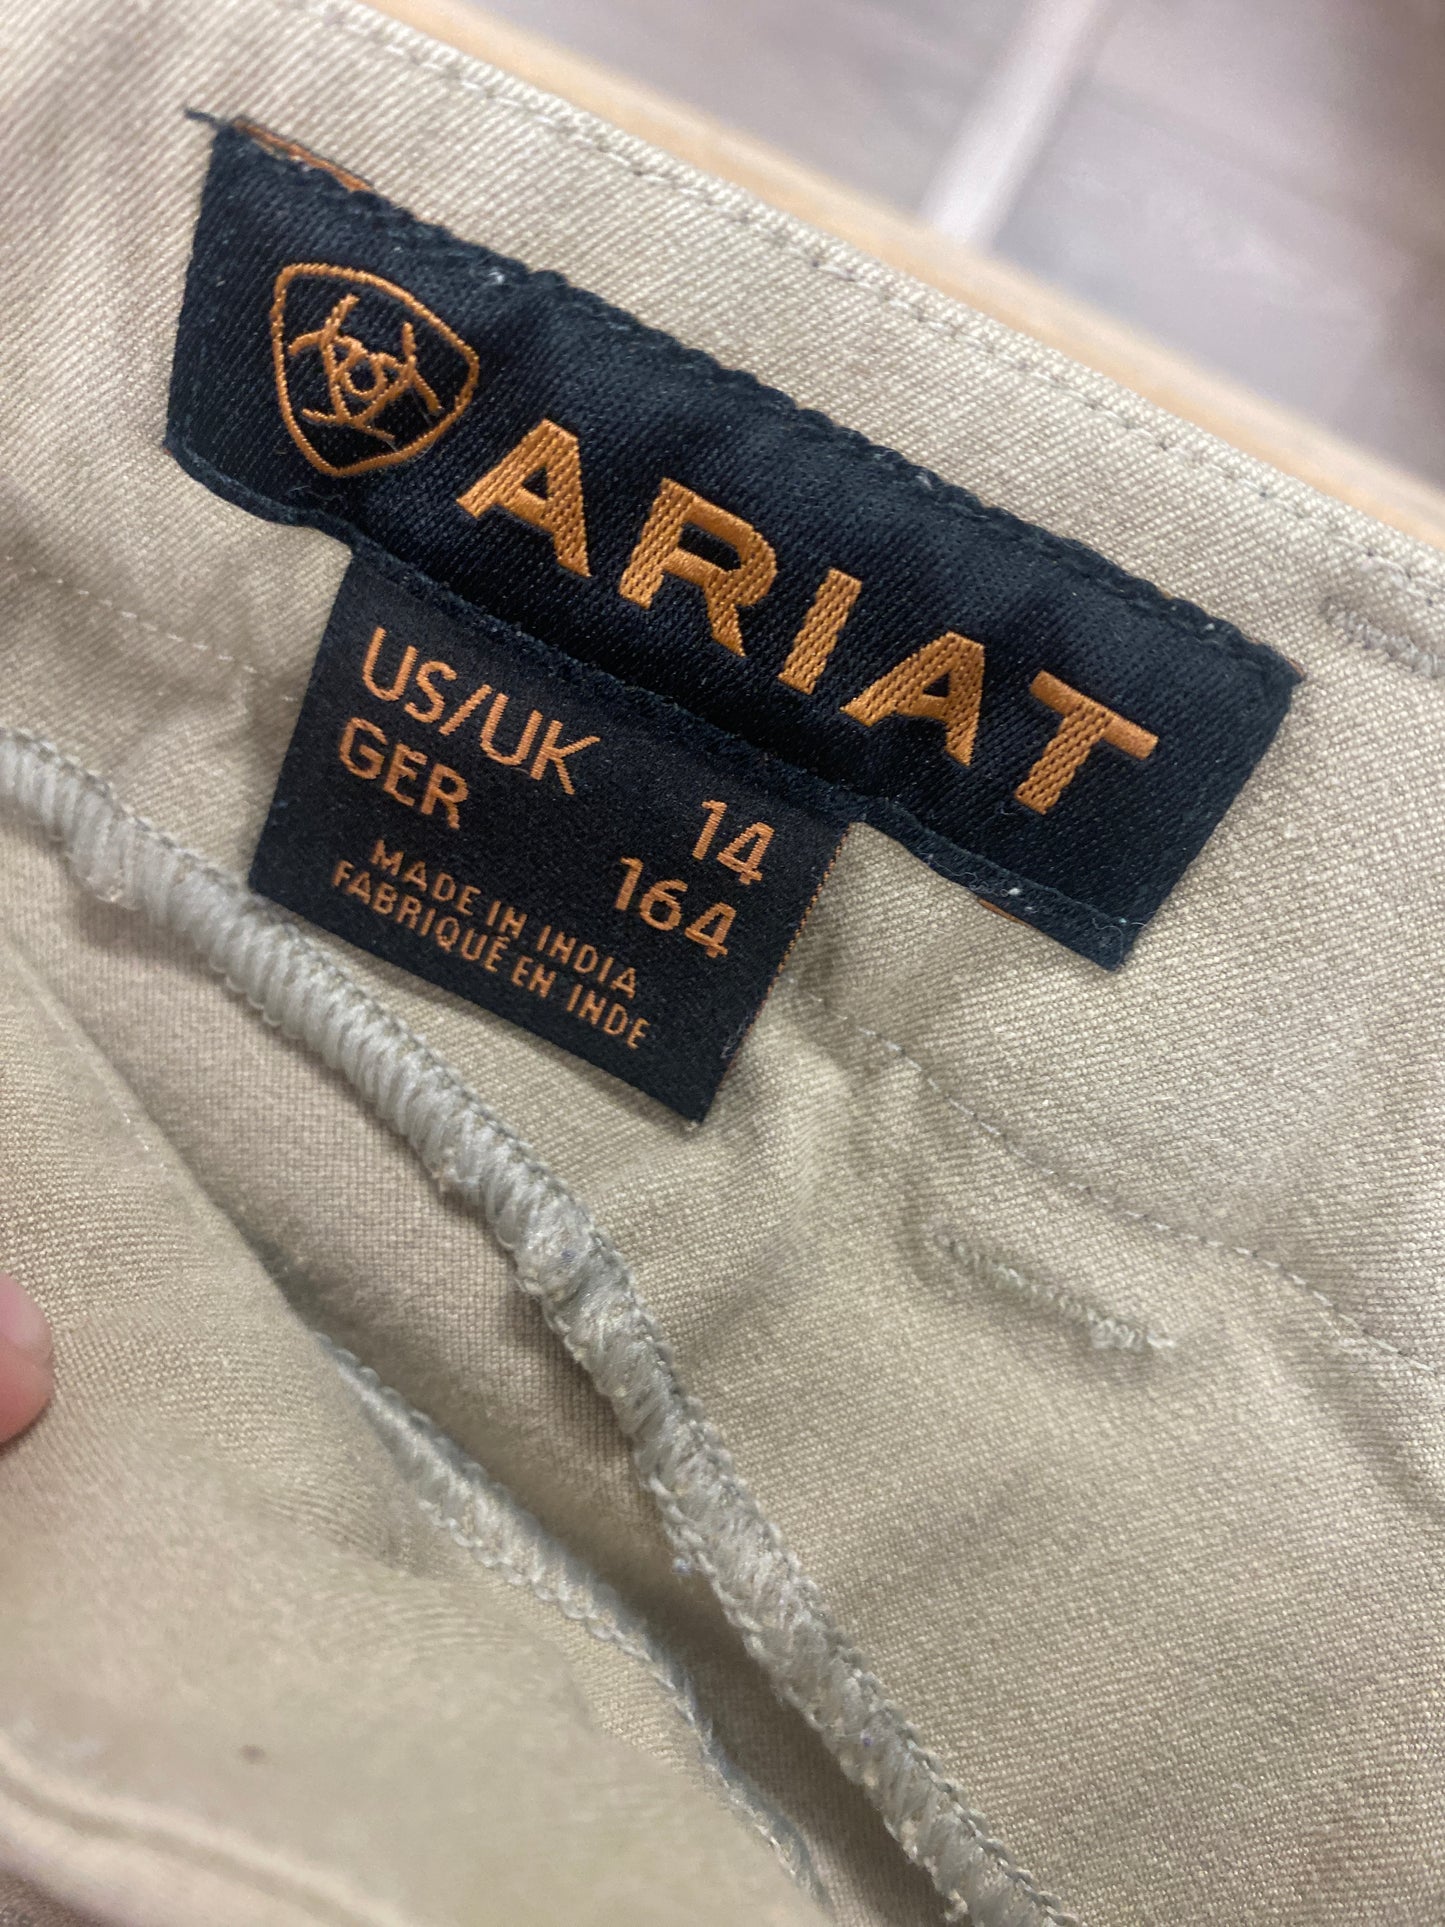 ARIAT
US/UK 14
GER 164
MADE IN INDIA
FABRIQUÉ EN INDE